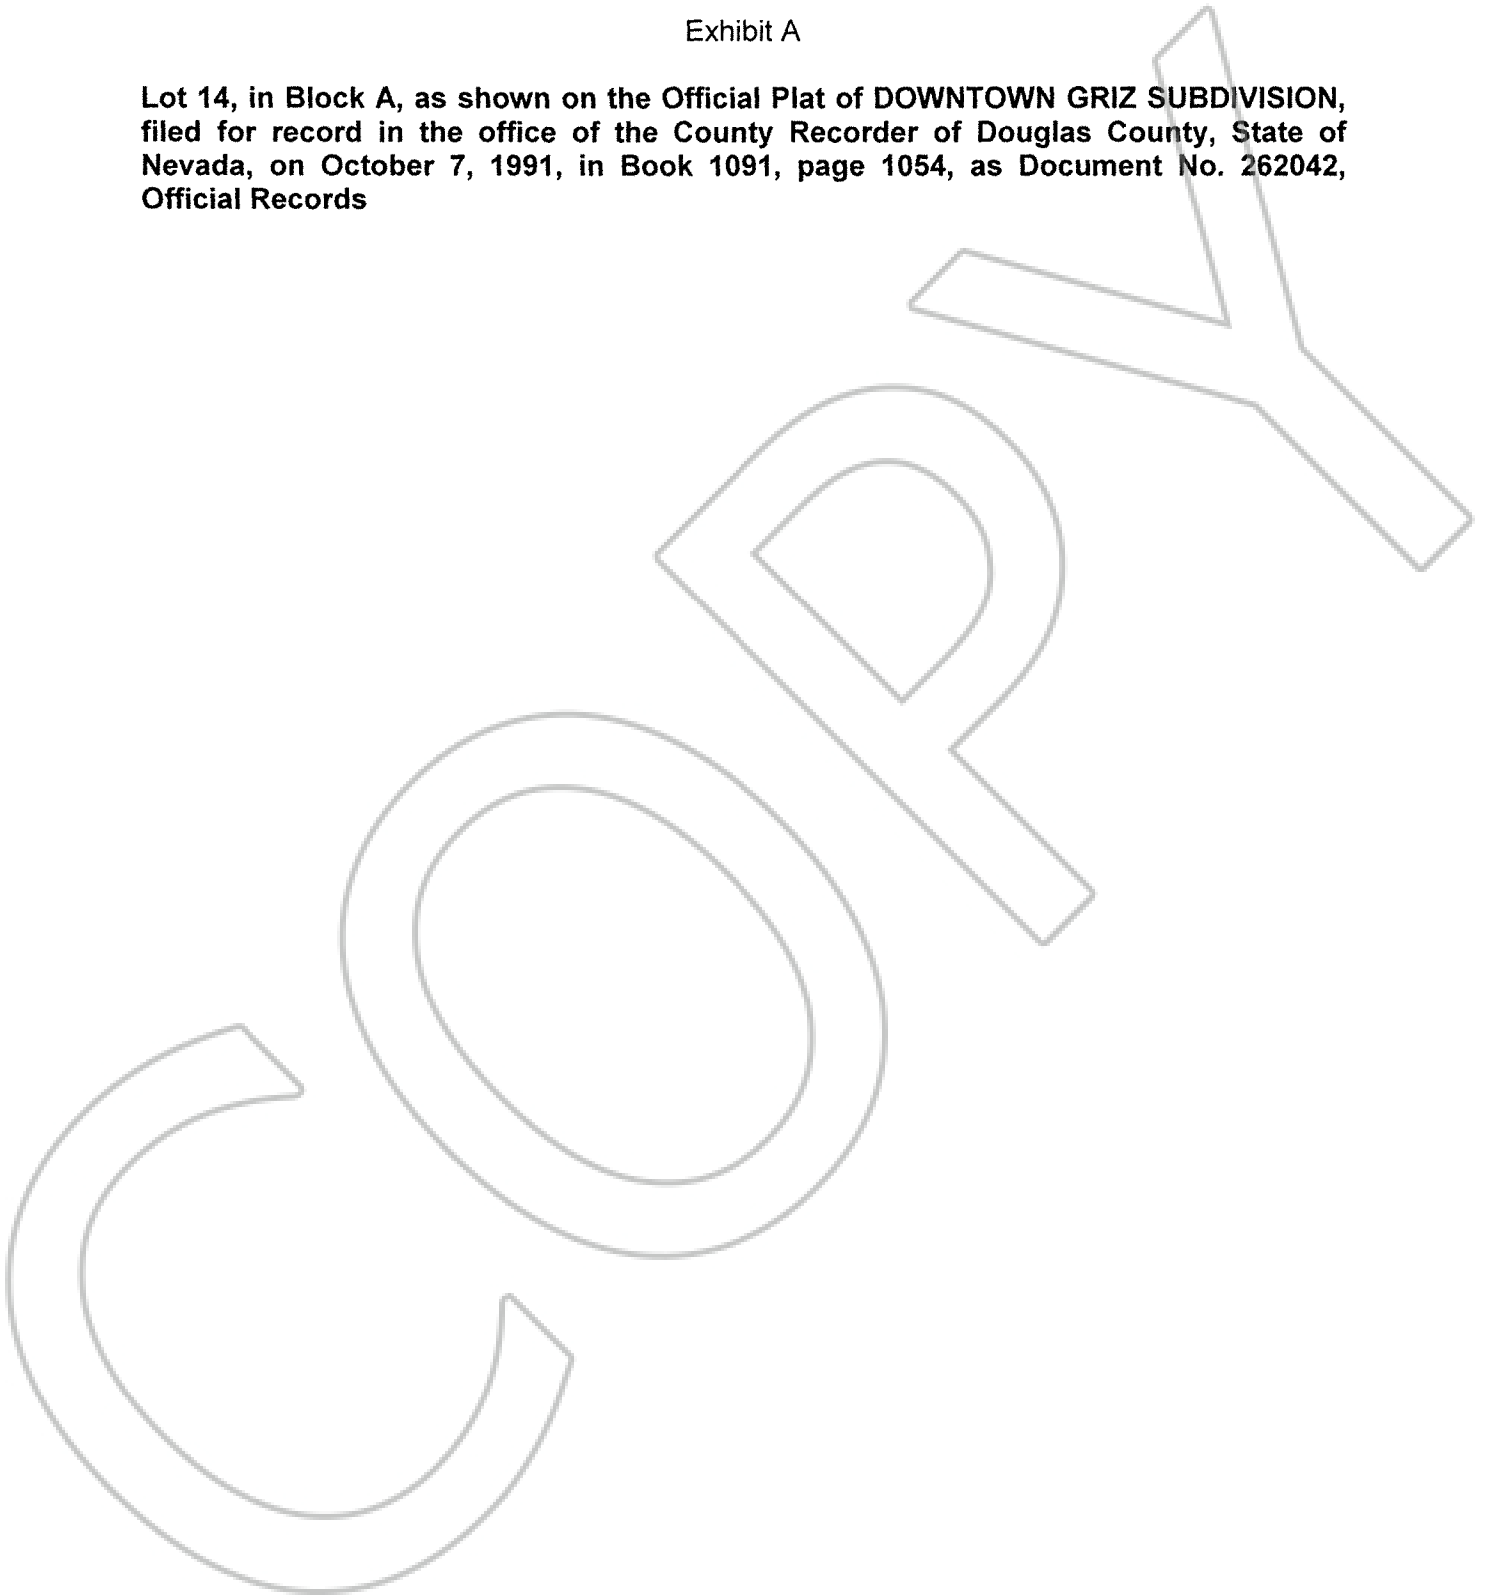 Exhibit A
Lot 14, in Block A, as shown on the Official Plat of DOWNTOWN GRIZ SUBDIVISION,
filed for record in the office of the County Recorder of Douglas County, State of
Nevada, on October 7, 1991, in Book 1091, page 1054, as Document No. 262042,
Official Records
COPY